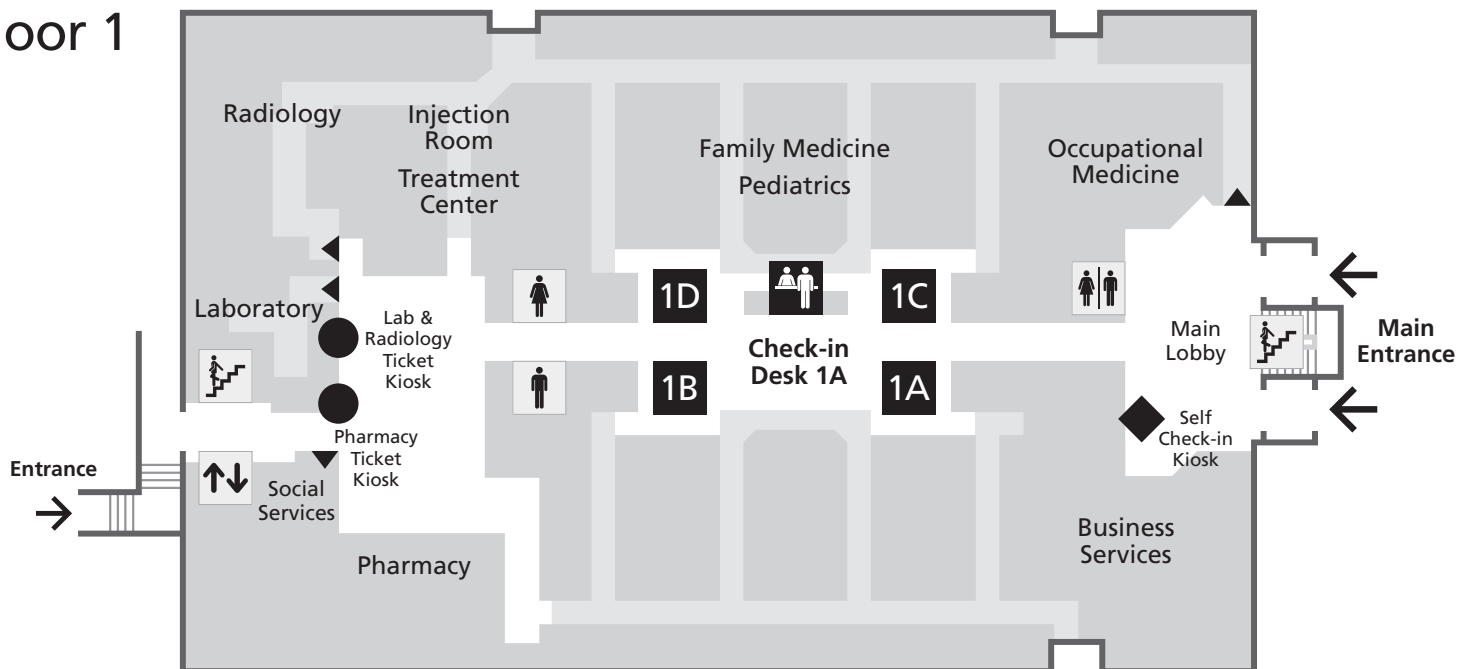 oor 1
Radiology
Injection
Room
Treatment
Center
Family Medicine
Pediatrics
Occupational
Medicine
1D
1C
Laboratory
Lab &
Radiology
Ticket
Kiosk
Check-in
Desk 1A
Main
Lobby
Main
Entrance
1B
1A
Pharmacy
Ticket
Kiosk
Self
Check-in
Kiosk
Entrance
Social
Services
Pharmacy
Business
Services